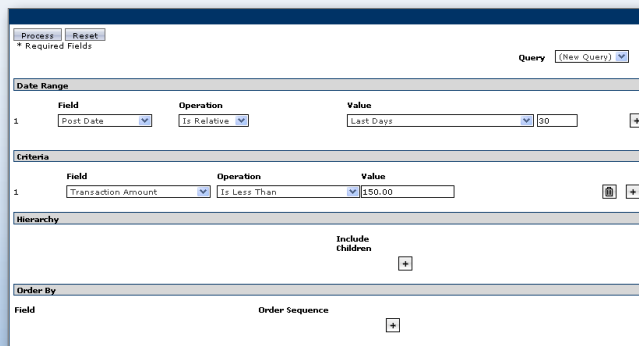 Process Reset
* Required Fields
Query (New Query)
Date Range
Field Operation Value
1 Post Date Is Relative Last Days 30 +
Criteria
Field Operation Value
1 Transaction Amount Is Less Than 150.00 +
Hierarchy
Include
Children
+
Order By
Field Order Sequence
+